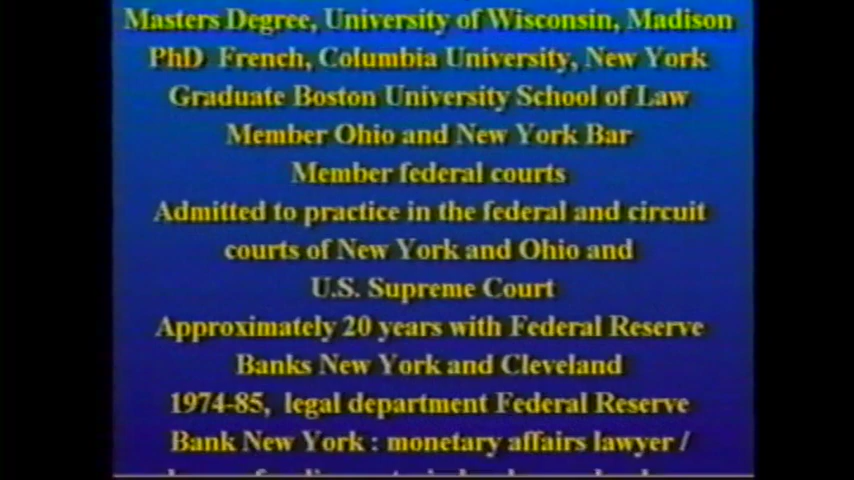 Masters Degree, University of Wisconsin, Madison
PhD French, Columbia University, New York
Graduate Boston University School of Law
Member Ohio and New York Bar
Member federal courts
Admitted to practice in the federal and circuit
courts of New York and Ohio and
U.S. Supreme Court
Approximately 20 years with Federal Reserve
Banks New York and Cleveland
1974-85, legal department Federal Reserve
Bank New York : monetary affairs lawyer /